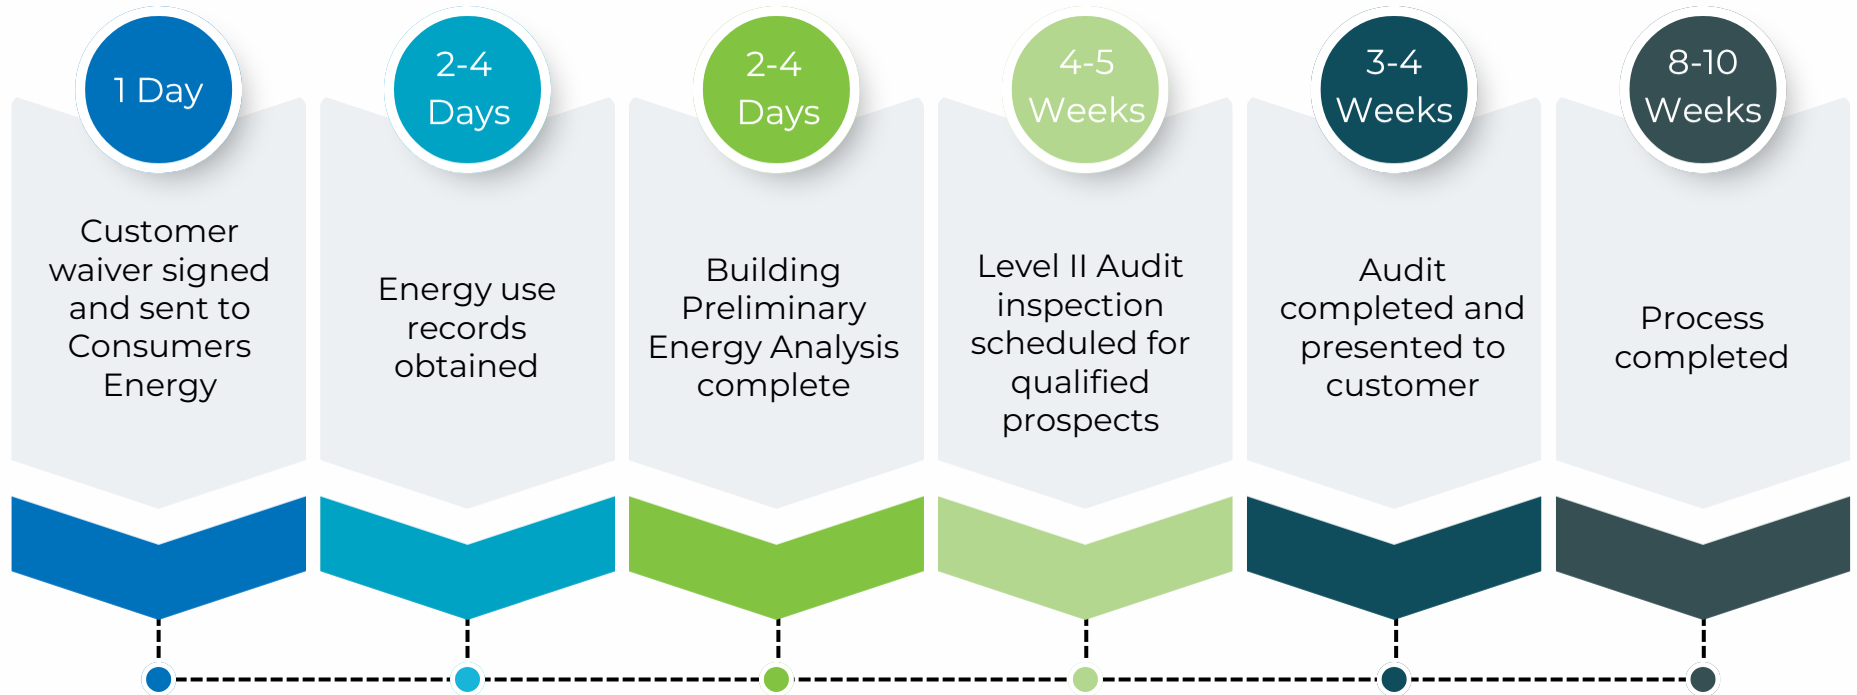 1 Day
2-4
Days
2-4
Days
4-5
Weeks
3-4
Weeks
8-10
Weeks
Customer
waiver signed
and sent to
Consumers
Energy
Energy use
records
obtained
Building
Preliminary
Energy Analysis
complete
Level II Audit
inspection
scheduled for
qualified
prospects
Audit
completed and
presented to
customer
Process
completed